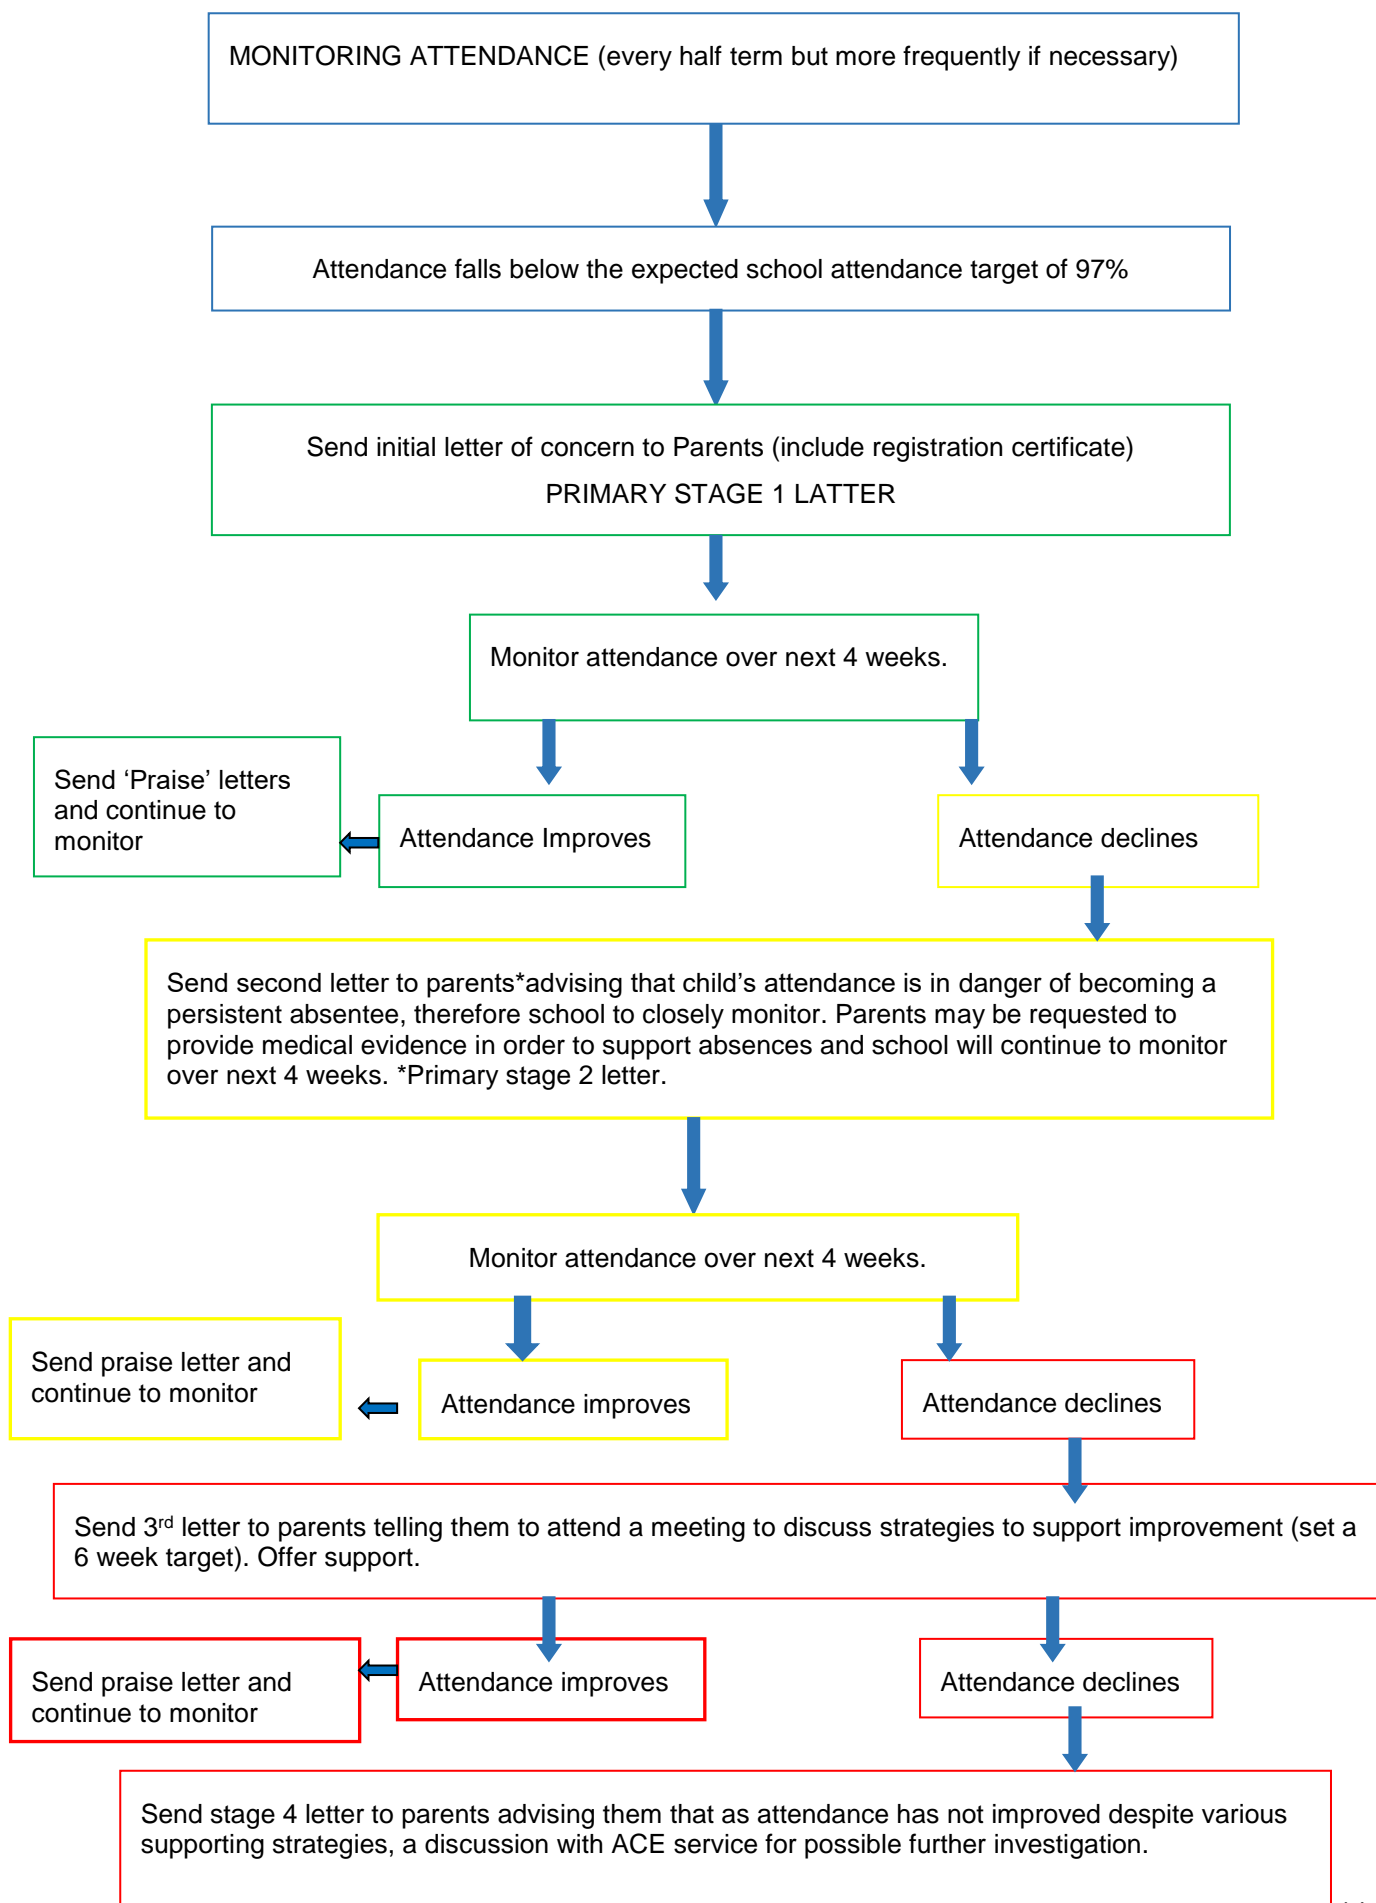 MONITORING ATTENDANCE (every half term but more frequently if necessary)
Attendance falls below the expected school attendance target of 97%
Send initial letter of concern to Parents (include registration certificate)
PRIMARY STAGE 1 LATTER
Monitor attendance over next 4 weeks.
Send ‘Praise’ letters
and continue to
monitor
Attendance Improves
Attendance declines
Send second letter to parents*advising that child’s attendance is in danger of becoming a
persistent absentee, therefore school to closely monitor. Parents may be requested to
provide medical evidence in order to support absences and school will continue to monitor
over next 4 weeks. *Primary stage 2 letter.
Monitor attendance over next 4 weeks.
Send praise letter and
continue to monitor
Attendance improves
Attendance declines
Send 3rd letter to parents telling them to attend a meeting to discuss strategies to support improvement (set a
6 week target). Offer support.
Send praise letter and
continue to monitor
Attendance improves
Attendance declines
Send stage 4 letter to parents advising them that as attendance has not improved despite various
supporting strategies, a discussion with ACE service for possible further investigation.